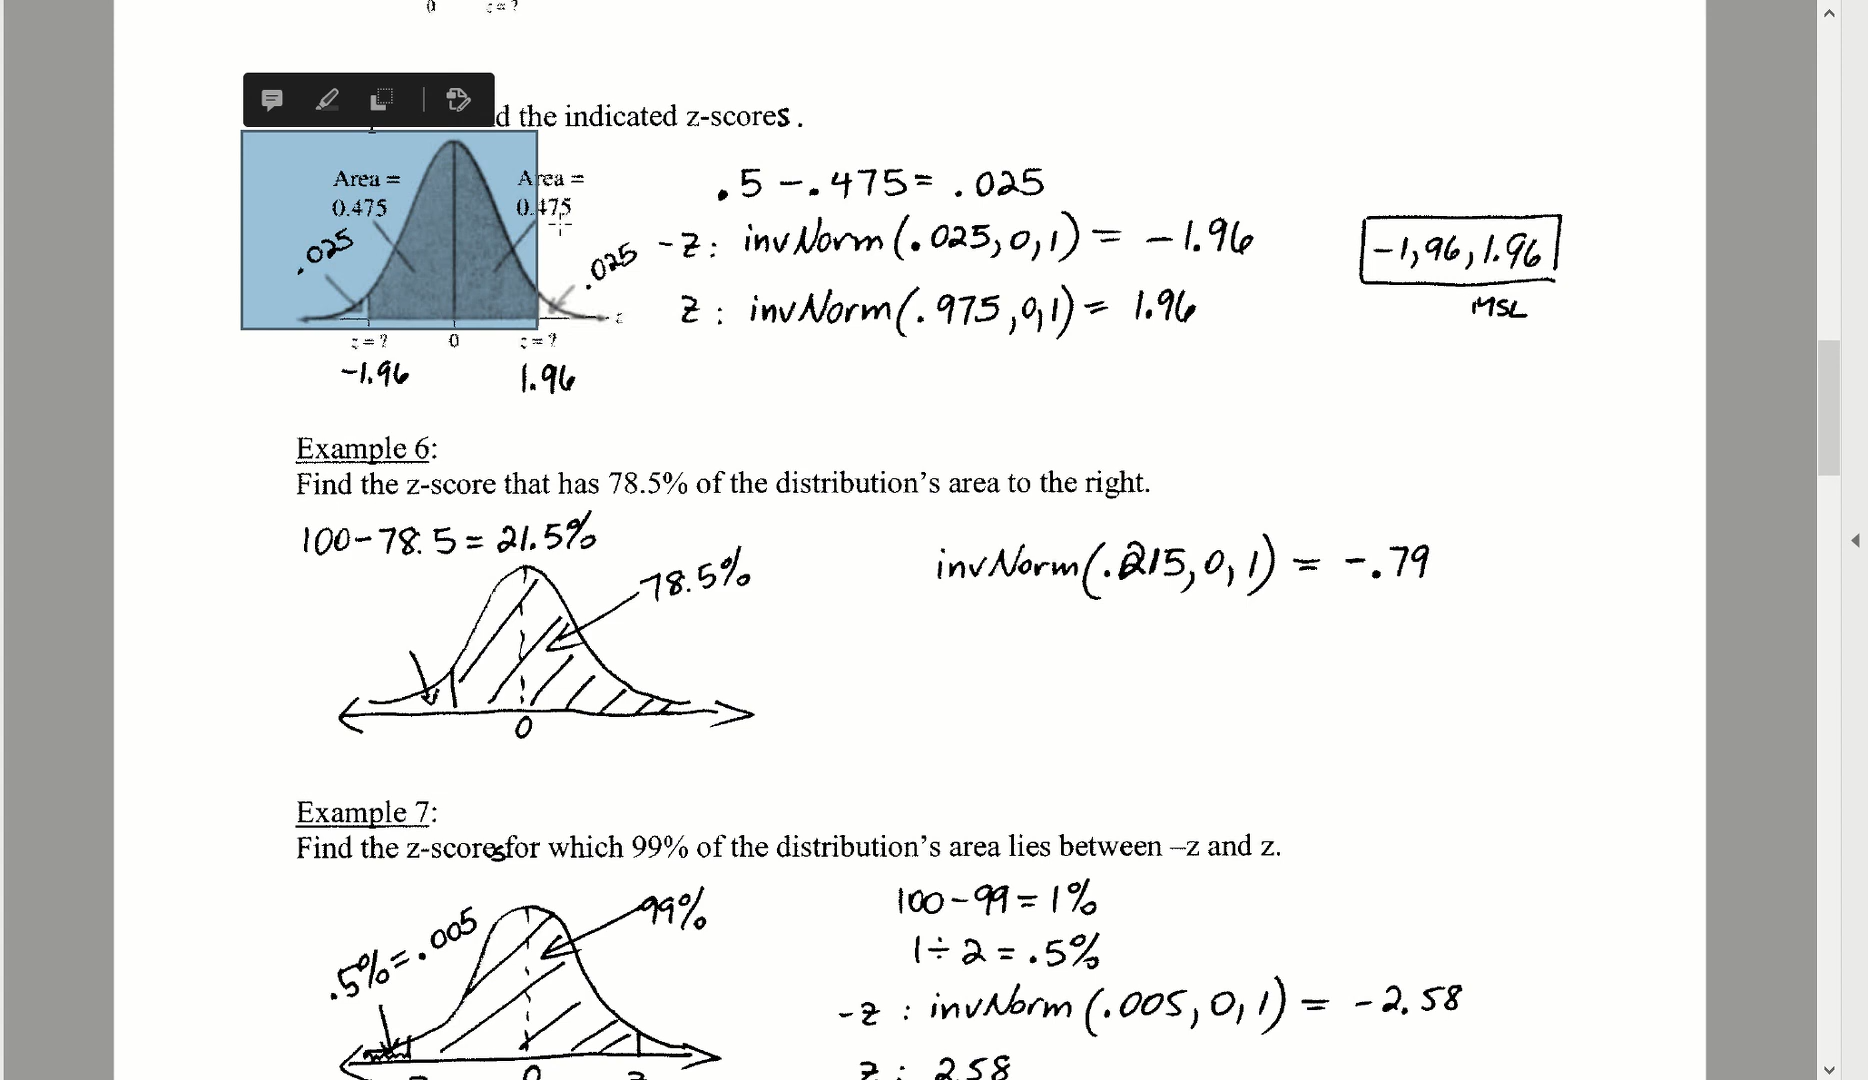 0 z = ?
d the indicated z-scores.
Area = 0.475
Area = 0.475
.025
.025
z
z = ? 0 z = ?
-1.96 1.96
.5 - .475 = .025
-z: invNorm(.025, 0, 1) = -1.96
z: invNorm(.975, 0, 1) = 1.96
-1,96, 1.96
MSL
Example 6:
Find the z-score that has 78.5% of the distribution’s area to the right.
100 - 78.5 = 21.5%
78.5%
0
invNorm(.215, 0, 1) = -.79
Example 7:
Find the z-scores for which 99% of the distribution’s area lies between –z and z.
.5% = .005
99%
0
100 - 99 = 1%
1 ÷ 2 = .5%
-z: invNorm(.005, 0, 1) = -2.58
z: 2.58